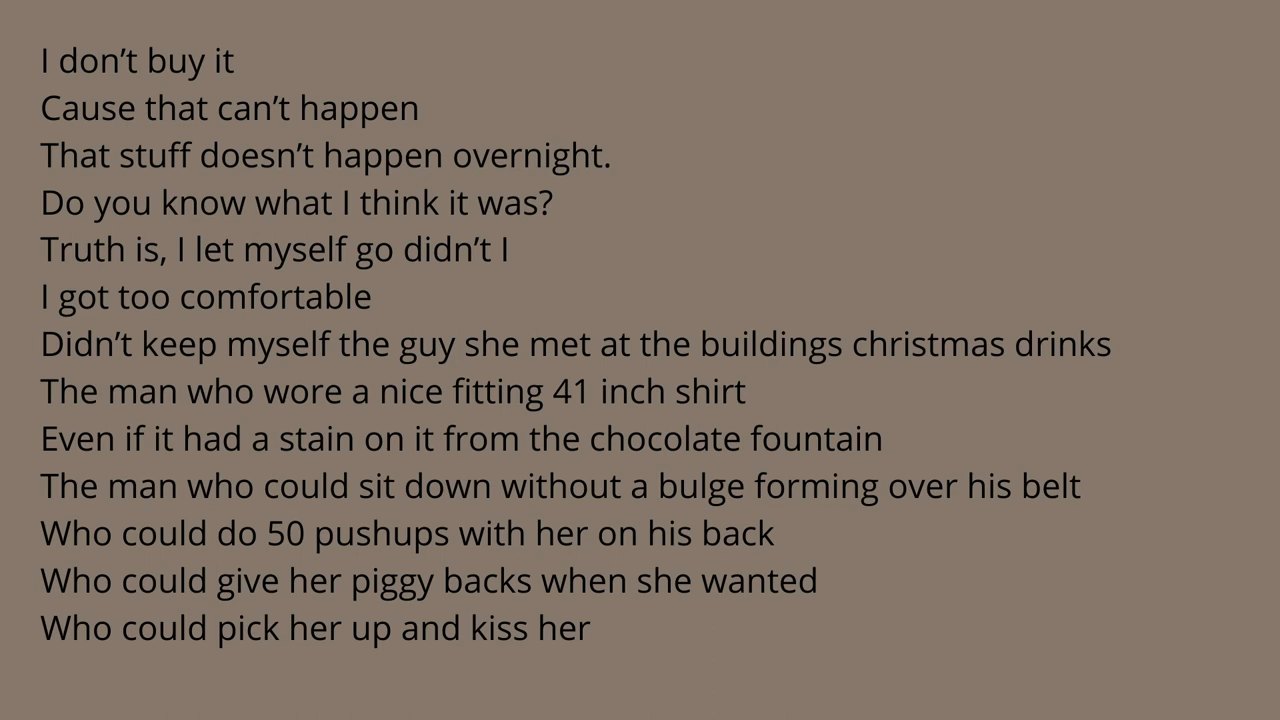 I don’t buy it
Cause that can’t happen
That stuff doesn’t happen overnight.
Do you know what I think it was?
Truth is, I let myself go didn’t I
I got too comfortable
Didn’t keep myself the guy she met at the buildings christmas drinks
The man who wore a nice fitting 41 inch shirt
Even if it had a stain on it from the chocolate fountain
The man who could sit down without a bulge forming over his belt
Who could do 50 pushups with her on his back
Who could give her piggy backs when she wanted
Who could pick her up and kiss her